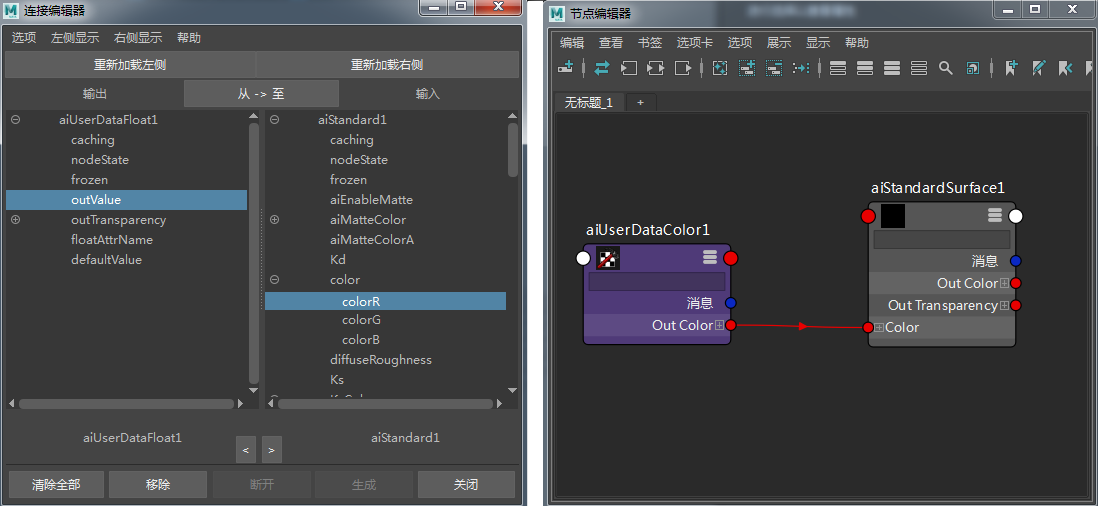 连接编辑器
选项 左侧显示 右侧显示 帮助
重新加载左侧 重新加载右侧
输出 从 -> 至 输入
aiUserDataFloat1
caching
nodeState
frozen
outValue
outTransparency
floatAttrName
defaultValue
aiStandard1
caching
nodeState
frozen
aiEnableMatte
aiMatteColor
aiMatteColorA
Kd
color
colorR
colorG
colorB
diffuseRoughness
Ks
aiUserDataFloat1 < > aiStandard1
清除全部 移除 断开 生成 关闭
节点编辑器
编辑 查看 书签 选项卡 选项 展示 显示 帮助
无标题_1 +
aiUserDataColor1
消息
Out Color
aiStandardSurface1
消息
Out Color
Out Transparency
Color